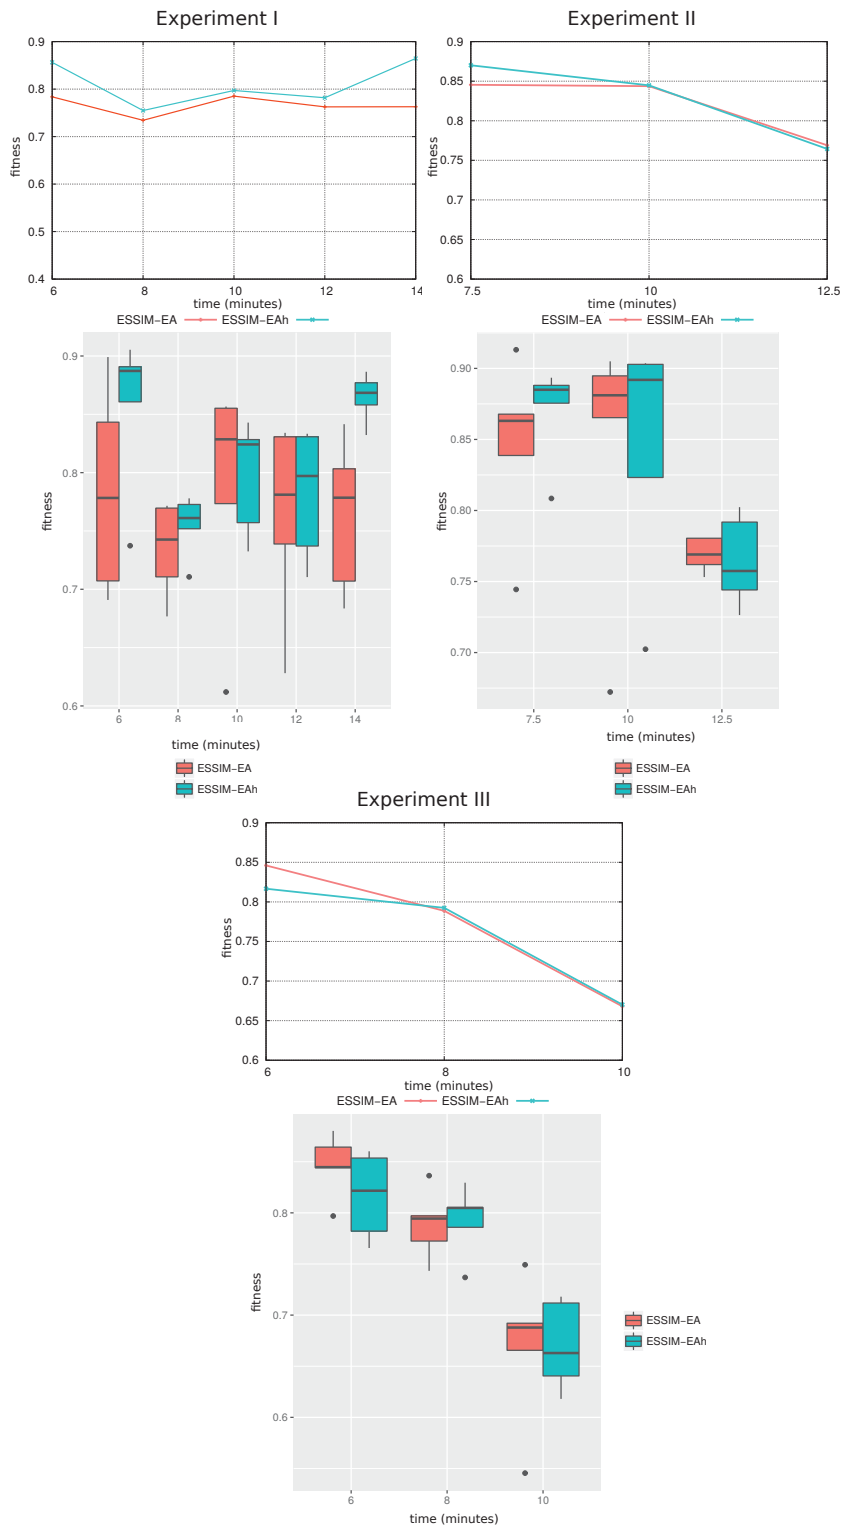 Experiment I
0.9
0.8
0.7
0.6
0.5
0.4
fitness
6 8 10 12 14
time (minutes)
ESSIM-EA ESSIM-EAh
0.9
0.8
0.7
0.6
fitness
6 8 10 12 14
time (minutes)
ESSIM-EA
ESSIM-EAh
Experiment II
0.9
0.85
0.8
0.75
0.7
0.65
0.6
fitness
7.5 10 12.5
time (minutes)
ESSIM-EA ESSIM-EAh
0.90
0.85
0.80
0.75
0.70
fitness
7.5 10 12.5
time (minutes)
ESSIM-EA
ESSIM-EAh
Experiment III
0.9
0.85
0.8
0.75
0.7
0.65
0.6
fitness
6 8 10
time (minutes)
ESSIM-EA ESSIM-EAh
0.8
0.7
0.6
fitness
6 8 10
time (minutes)
ESSIM-EA
ESSIM-EAh